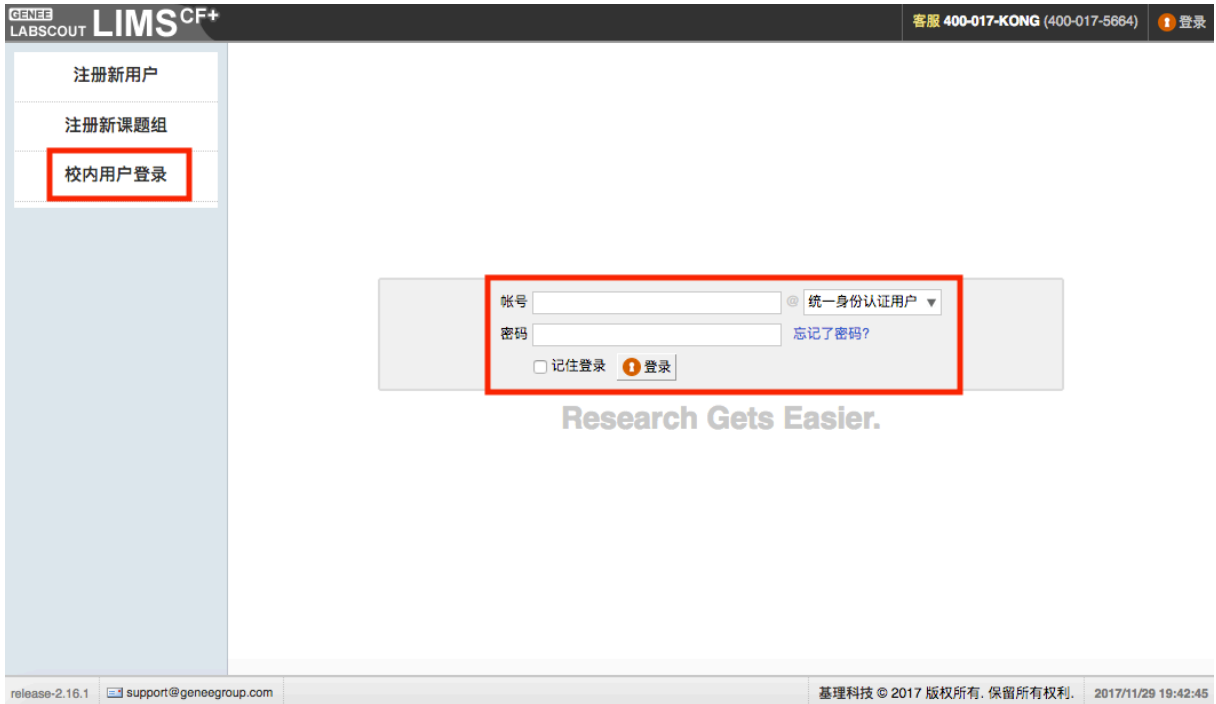 GENEE
LABSCOUT LIMS CF+
客服 400-017-KONG (400-017-5664)
登录
注册新用户
注册新课题组
校内用户登录
帐号 @ 统一身份认证用户 ▼
密码 忘记了密码?
记住登录 登录
Research Gets Easier.
release-2.16.1 support@geneegroup.com 基理科技 © 2017 版权所有. 保留所有权利. 2017/11/29 19:42:45